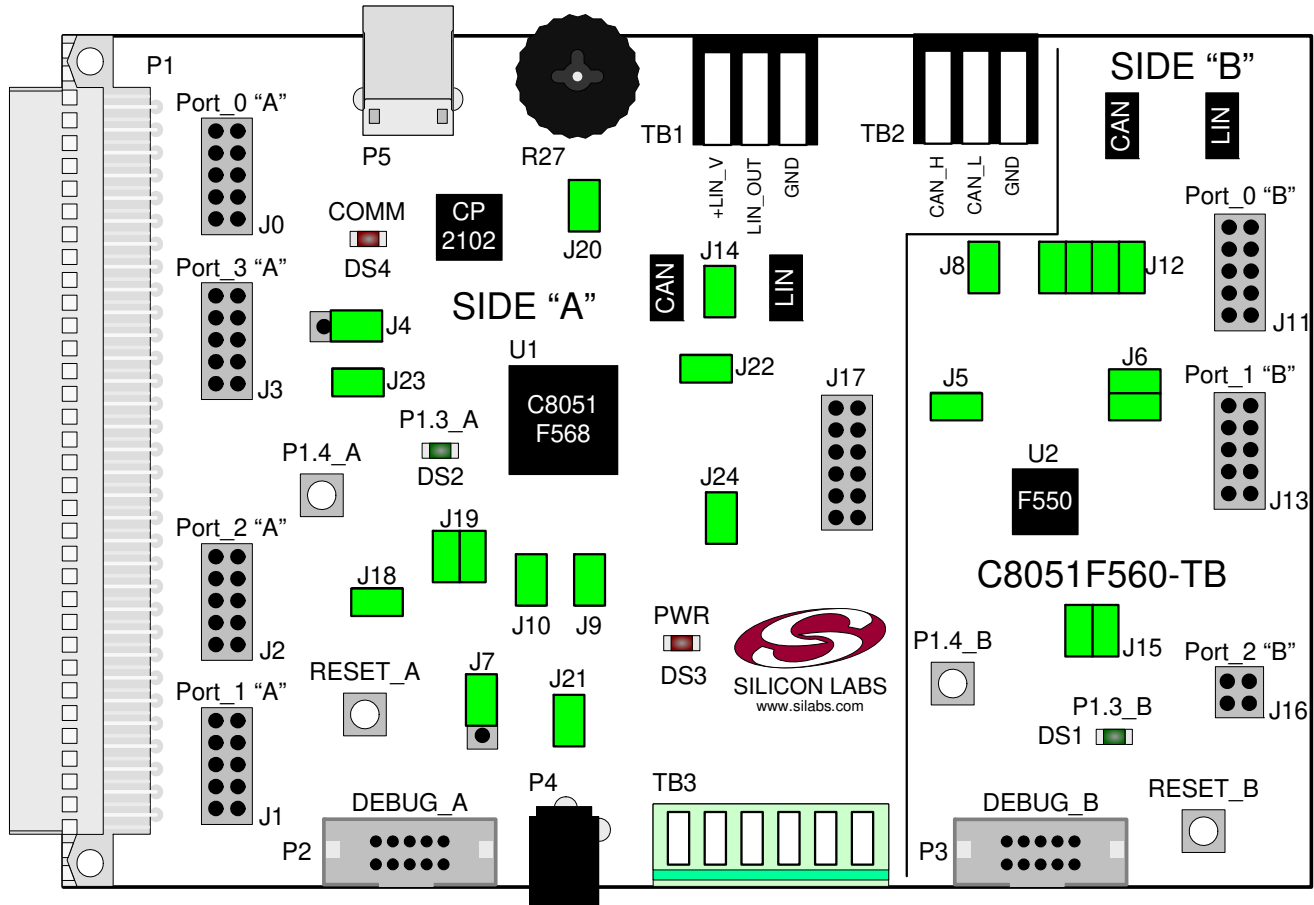 P1
Port_0 “A”
J0
P5
R27
TB1
+LIN_V
LIN_OUT
GND
TB2
CAN_H
CAN_L
GND
SIDE “B”
CAN
LIN
Port_0 “B”
J11
COMM
DS4
CP
2102
J20
J14
CAN
LIN
J8
J12
Port_3 “A”
J3
J4
J23
SIDE “A”
U1
C8051
F568
J22
J17
J5
J6
Port_1 “B”
J13
P1.3_A
DS2
P1.4_A
J24
U2
F550
Port_2 “A”
J2
J19
J18
J10
J9
C8051F560-TB
PWR
DS3
SILICON LABS
www.silabs.com
P1.4_B
J15
Port_2 “B”
J16
RESET_A
J7
J21
P1.3_B
DS1
Port_1 “A”
J1
P2
DEBUG_A
P4
TB3
P3
DEBUG_B
RESET_B